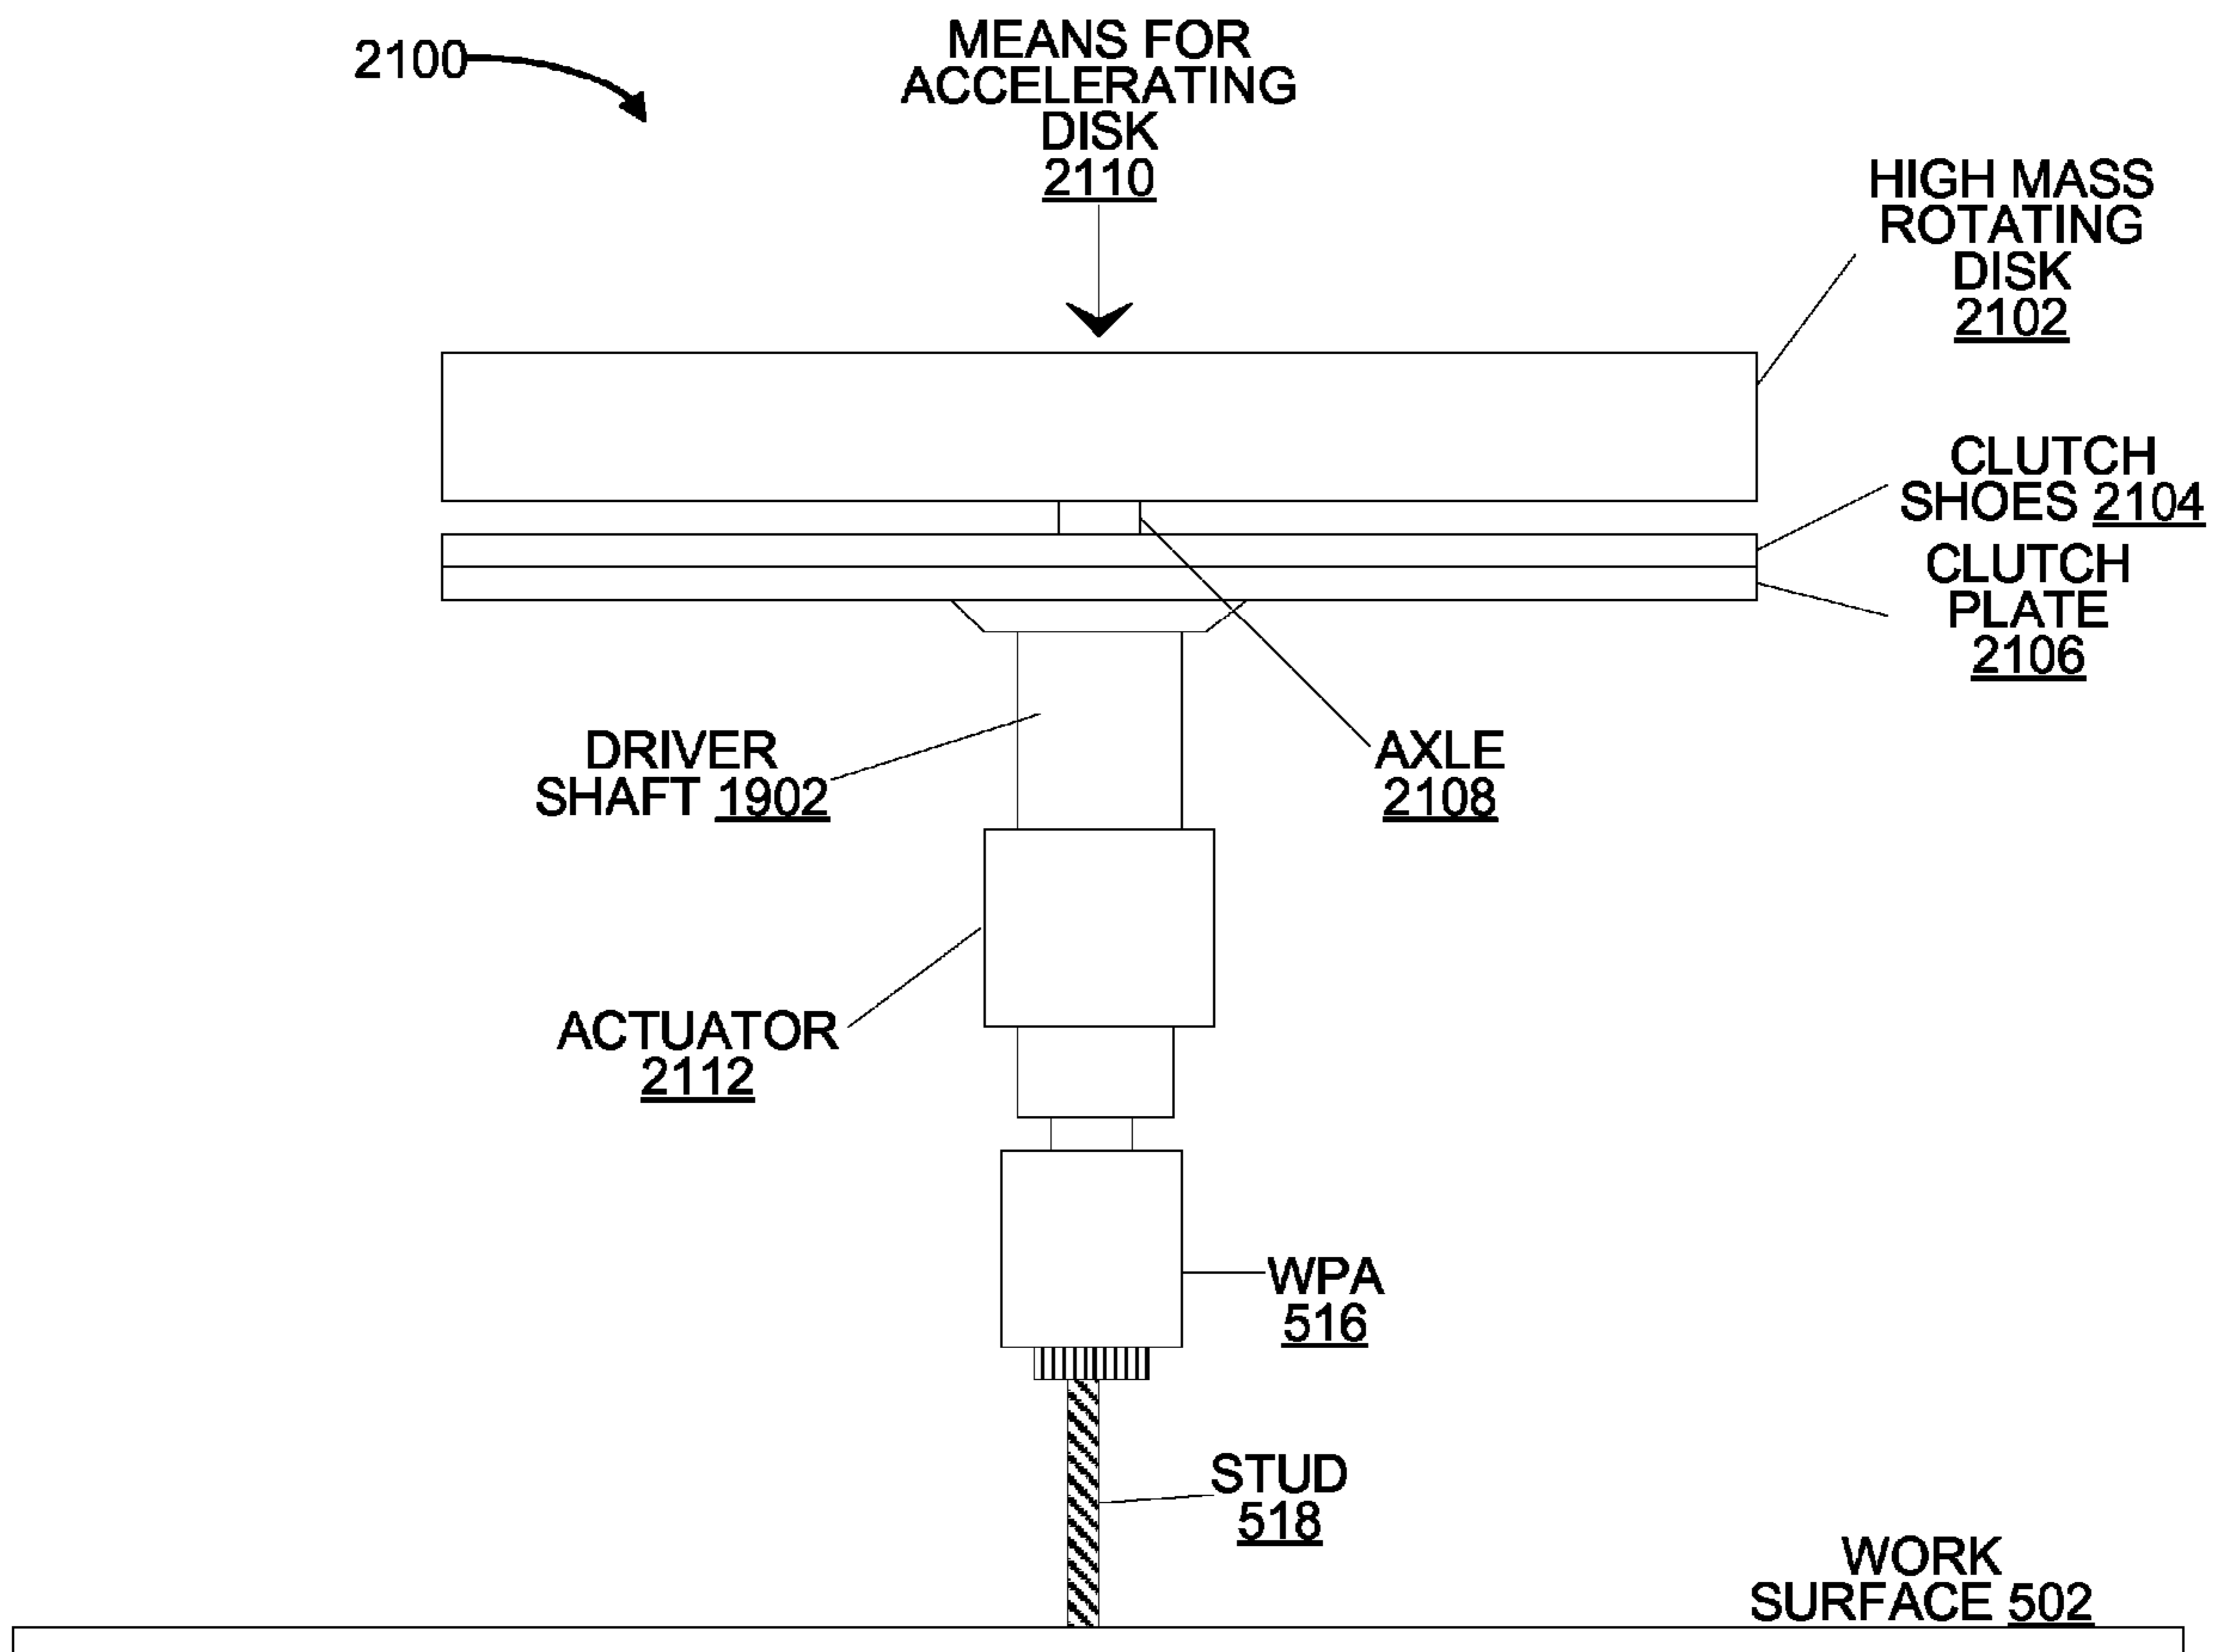 2100
MEANS FOR
ACCELERATING
DISK
2110
HIGH MASS
ROTATING
DISK
2102
CLUTCH
SHOES 2104
CLUTCH
PLATE
2106
DRIVER
SHAFT 1902
AXLE
2108
ACTUATOR
2112
WPA
516
STUD
518
WORK
SURFACE 502